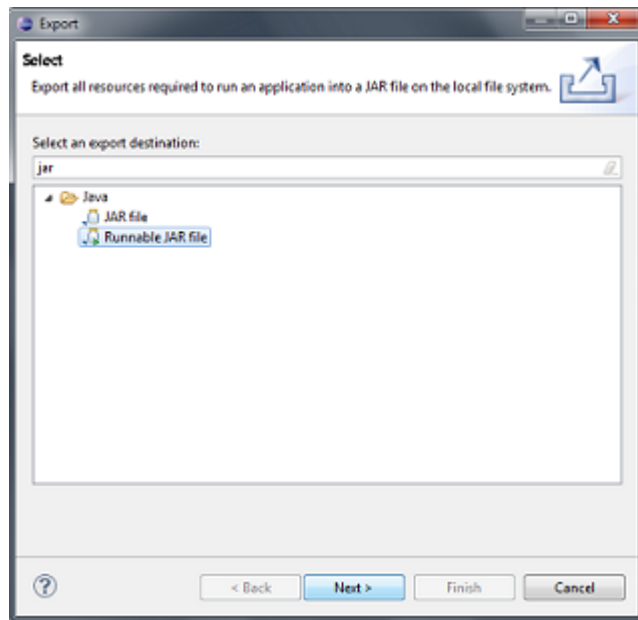 Export
Select
Export all resources required to run an application into a JAR file on the local file system.
Select an export destination:
jar
Java
JAR file
Runnable JAR file
? < Back Next > Finish Cancel